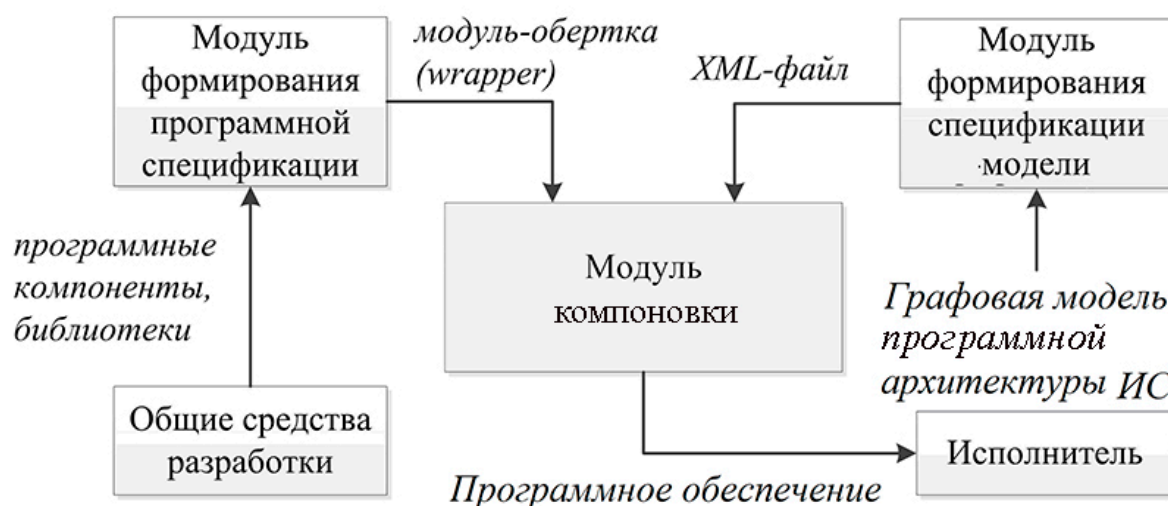 Модуль
формирования
программной
спецификации
модуль-обертка
(wrapper)
XML-файл
Модуль
формирования
спецификации
модели
программные
компоненты,
библиотеки
Модуль
компоновки
Графовая модель
программной
архитектуры ИС
Общие средства
разработки
Программное обеспечение
Исполнитель